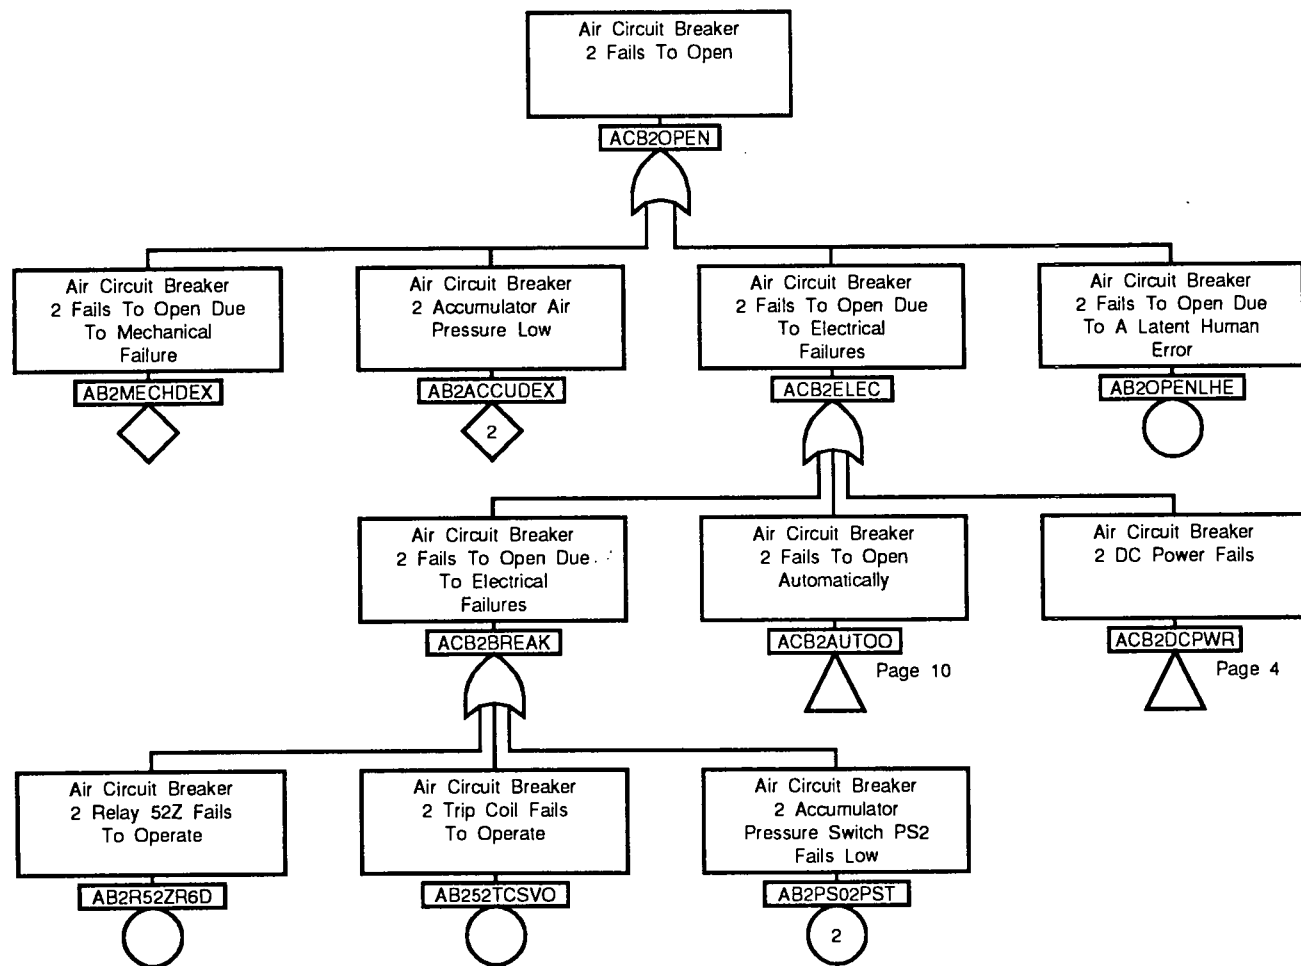 Air Circuit Breaker
2 Fails To Open
ACB2OPEN
Air Circuit Breaker
2 Fails To Open Due
To Mechanical
Failure
AB2MECHDEX
Air Circuit Breaker
2 Accumulator Air
Pressure Low
AB2ACCUDEX
2
Air Circuit Breaker
2 Fails To Open Due
To Electrical
Failures
ACB2ELEC
Air Circuit Breaker
2 Fails To Open Due
To A Latent Human
Error
AB2OPENLHE
Air Circuit Breaker
2 Fails To Open Due
To Electrical
Failures
ACB2BREAK
Air Circuit Breaker
2 Fails To Open
Automatically
ACB2AUTOO
Page 10
Air Circuit Breaker
2 DC Power Fails
ACB2DCPWR
Page 4
Air Circuit Breaker
2 Relay 52Z Fails
To Operate
AB2R52ZR6D
Air Circuit Breaker
2 Trip Coil Fails
To Operate
AB252TCSVO
Air Circuit Breaker
2 Accumulator
Pressure Switch PS2
Fails Low
AB2PS02PST
2